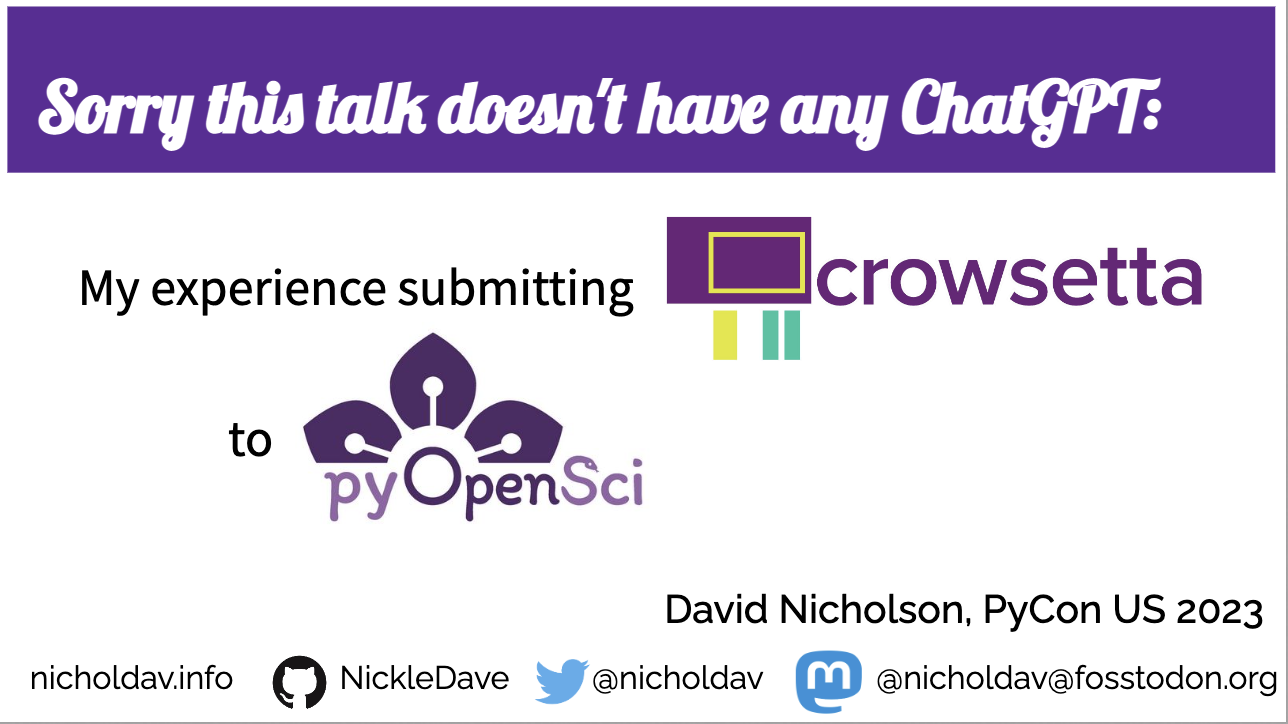 Sorry this talk doesn't have any ChatGPT:
My experience submitting crowsetta
to pyOpenSci
David Nicholson, PyCon US 2023
nicholdav.info NickleDave @nicholdav @nicholdav@fosstodon.org